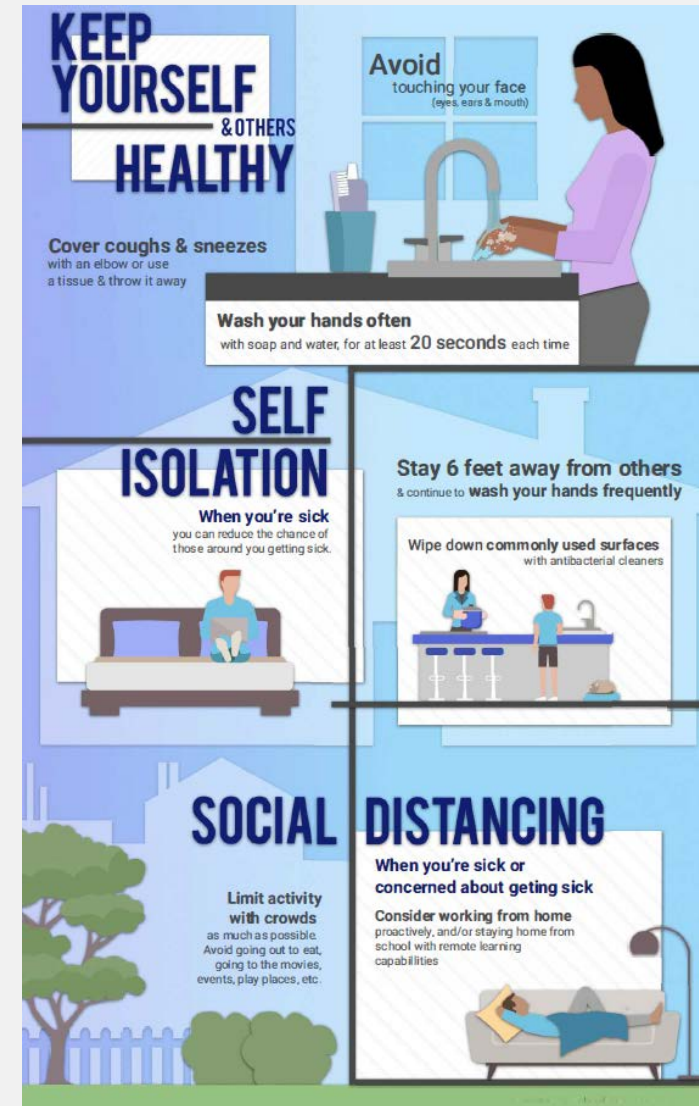 KEEP
YOURSELF
& OTHERS
HEALTHY
Avoid
touching your face
(eyes, ears & mouth)
Cover coughs & sneezes
with an elbow or use
a tissue & throw it away
Wash your hands often
with soap and water, for at least 20 seconds each time
SELF
ISOLATION
When you're sick
you can reduce the chance of
those around you getting sick.
Stay 6 feet away from others
& continue to wash your hands frequently
Wipe down commonly used surfaces
with antibacterial cleaners
SOCIAL DISTANCING
Limit activity
with crowds
as much as possible.
Avoid going out to eat,
going to the movies,
events, play places, etc.
When you're sick or
concerned about geting sick
Consider working from home
proactively, and/or staying home from
school with remote learning
capabilities